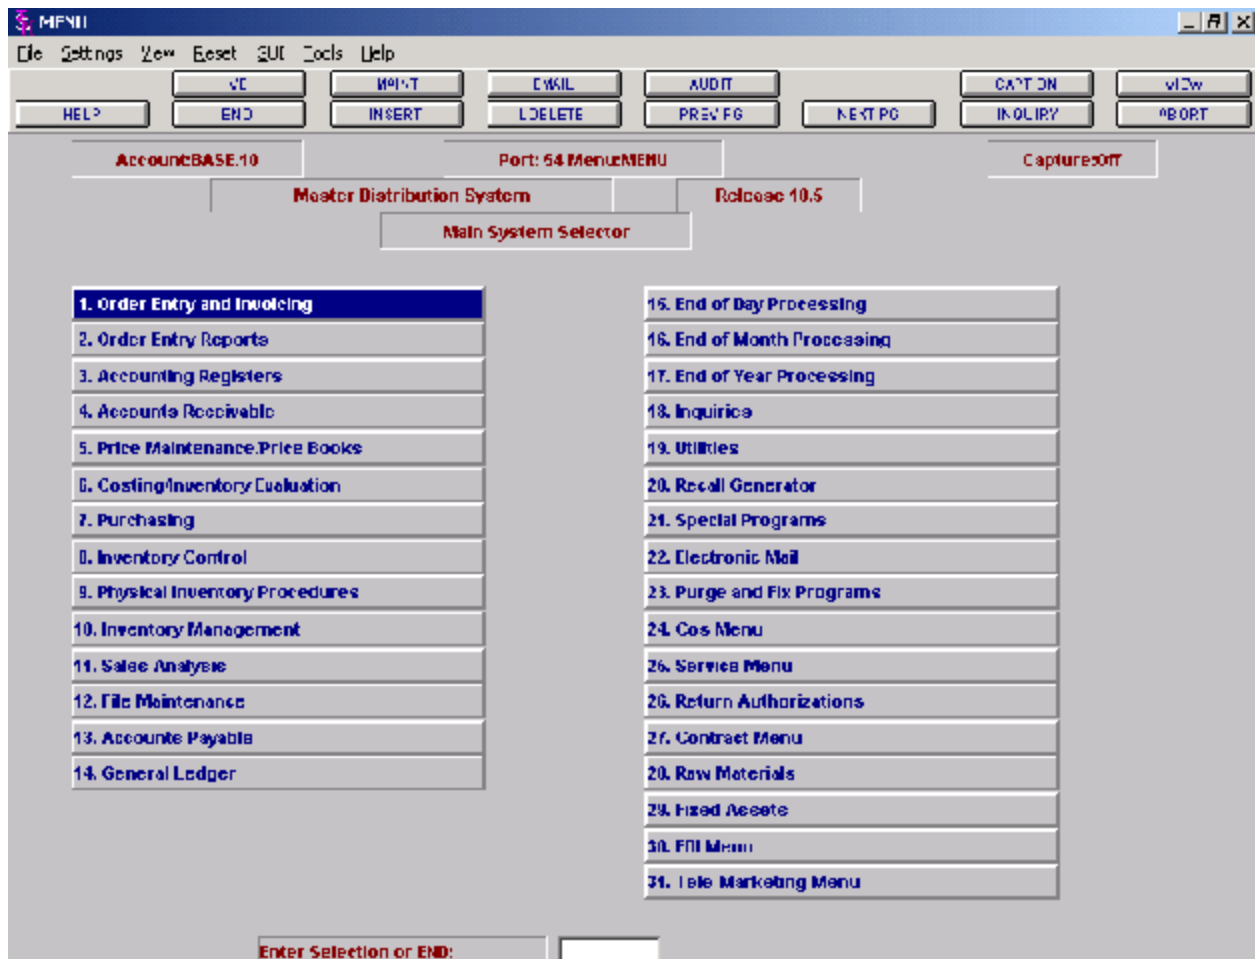 MENU
File Settings View Reset GUI Tools Help
MAINT EMAIL AUDIT CAPTION VIEW
HELP END INSERT LDELETE PREV PG NEXT PG INQUIRY ABORT
Account:BASE.10 Port: 64 Menu:MENU Capture:Off
Master Distribution System Release 10.5
Main System Selector
1. Order Entry and Invoicing
2. Order Entry Reports
3. Accounting Registers
4. Accounts Receivable
5. Price Maintenance/Price Books
6. Costing/Inventory Evaluation
7. Purchasing
8. Inventory Control
9. Physical Inventory Procedures
10. Inventory Management
11. Sales Analysis
12. File Maintenance
13. Accounts Payable
14. General Ledger
15. End of Day Processing
16. End of Month Processing
17. End of Year Processing
18. Inquiries
19. Utilities
20. Recall Generator
21. Special Programs
22. Electronic Mail
23. Purge and Fix Programs
24. Cos Menu
25. Service Menu
26. Return Authorizations
27. Contract Menu
28. Raw Materials
29. Fixed Assets
30. EDI Menu
31. Tele Marketing Menu
Enter Selection or END: